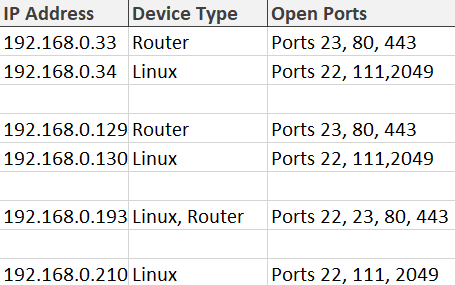 IP Address Device Type Open Ports
192.168.0.33 Router Ports 23, 80, 443
192.168.0.34 Linux Ports 22, 111,2049
192.168.0.129 Router Ports 23, 80, 443
192.168.0.130 Linux Ports 22, 111,2049
192.168.0.193 Linux, Router Ports 22, 23, 80, 443
192.168.0.210 Linux Ports 22, 111, 2049